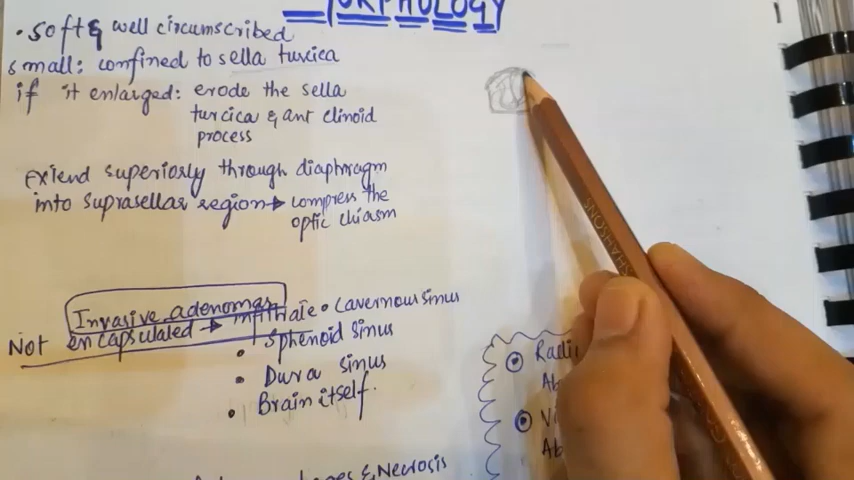 MORPHOLOGY
• Soft & well circumscribed
small: confined to sella turcica
if it enlarged: erode the sella
turcica & ant clinoid
process
extend superiorly through diaphragm
into suprasellar region → compress the
optic chiasm
Invasive adenomas
Not encapsulated → infiltrate • Cavernous sinus
• Sphenoid sinus
• Dura sinus
• Brain itself.
& Necrosis
Ab
Ab